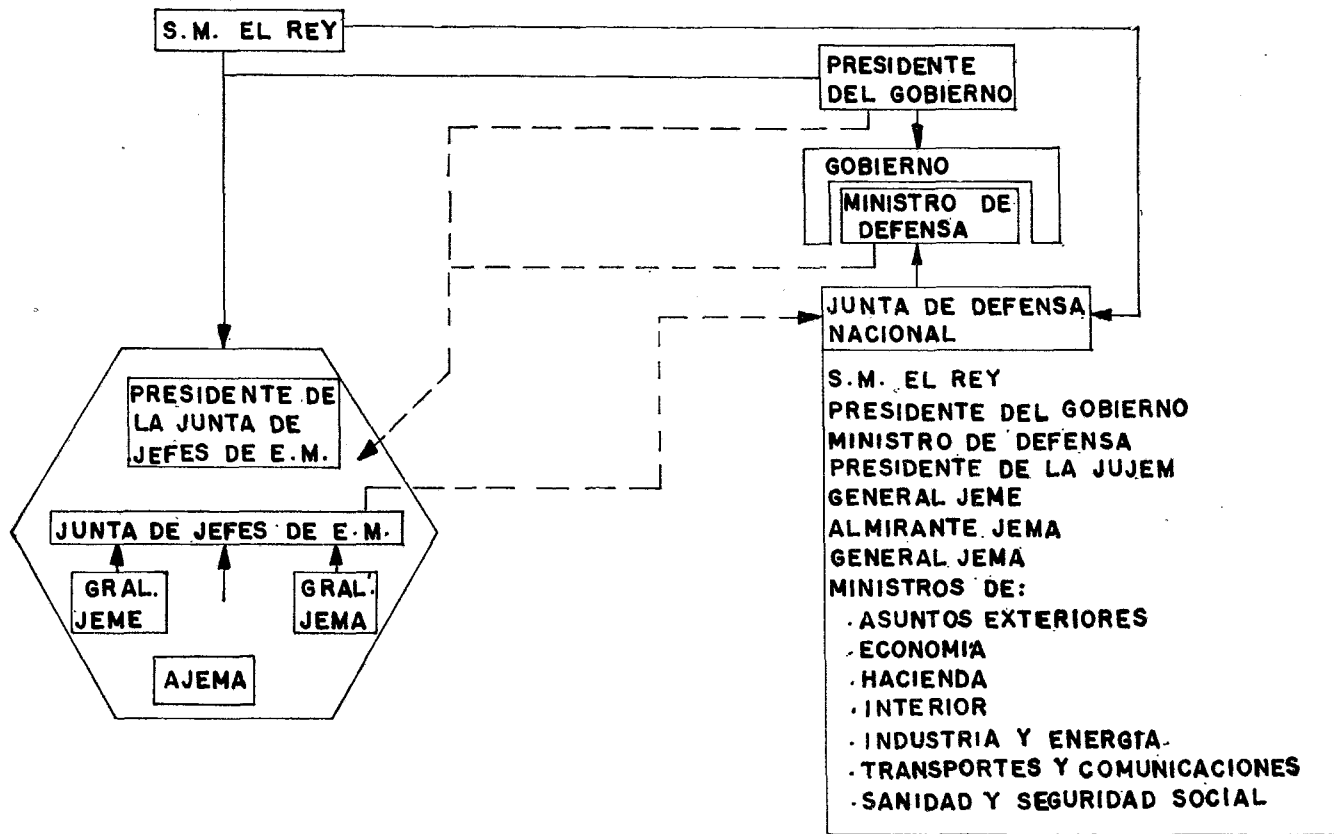 S.M. EL REY
PRESIDENTE
DEL GOBIERNO
GOBIERNO
MINISTRO DE
DEFENSA
JUNTA DE DEFENSA
NACIONAL
S.M. EL REY
PRESIDENTE DEL GOBIERNO
MINISTRO DE DEFENSA
PRESIDENTE DE LA JUJEM
GENERAL JEME
ALMIRANTE JEMA
GENERAL JEMA
MINISTROS DE:
. ASUNTOS EXTERIORES
. ECONOMIA
. HACIENDA
. INTERIOR
. INDUSTRIA Y ENERGIA
. TRANSPORTES Y COMUNICACIONES
. SANIDAD Y SEGURIDAD SOCIAL
PRESIDENTE DE
LA JUNTA DE
JEFES DE E.M.
JUNTA DE JEFES DE E.M.
GRAL.
JEME
GRAL.
JEMA
AJEMA